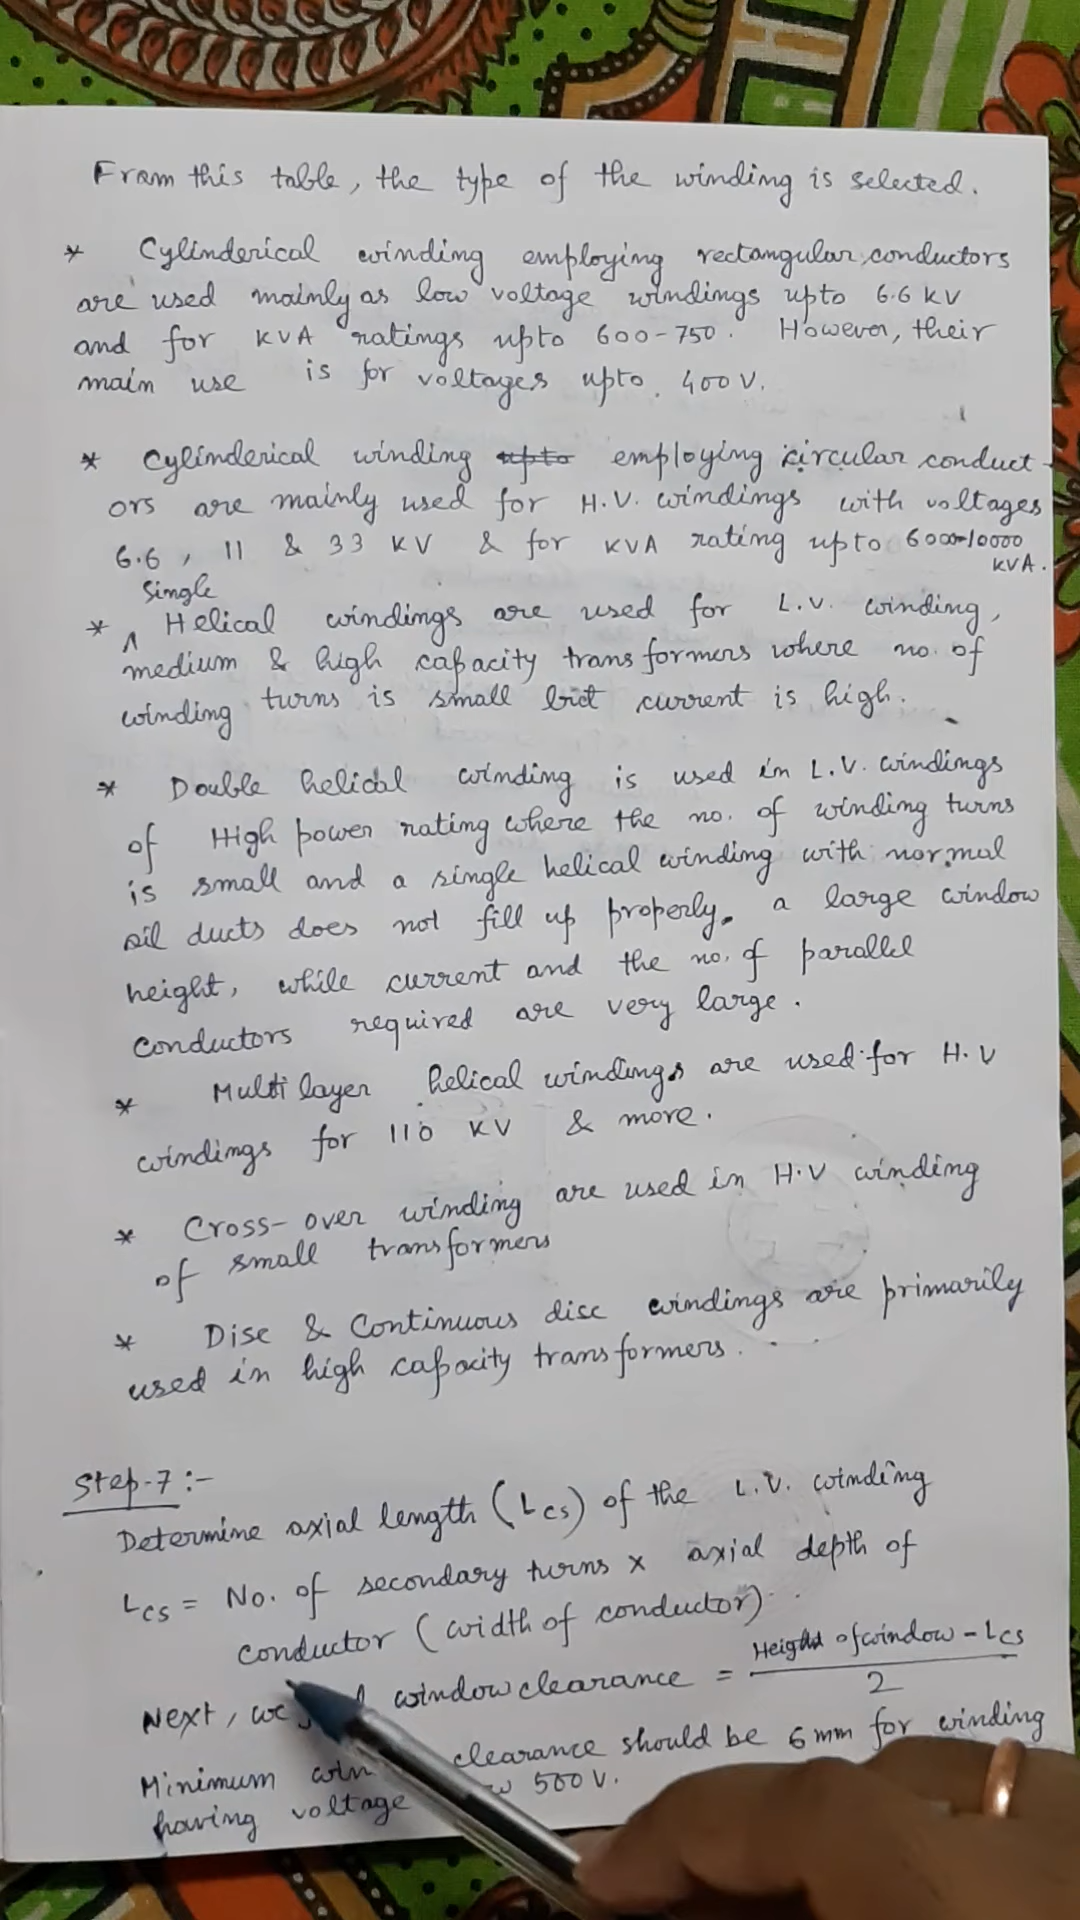 From this table, the type of the winding is selected.
* Cylinderical winding employing rectangular conductors
are used mainly as low voltage windings upto 6.6 KV
and for KVA ratings upto 600-750. However, their
main use is for voltages upto 400 V.
* Cylinderical winding upto employing circular conduct-
ors are mainly used for H.V. windings with voltages
6.6, 11 & 33 KV & for KVA rating upto 6000-10000
KVA.
Single
* ^ Helical windings are used for L.V. winding,
medium & high capacity transformers where no. of
winding turns is small but current is high.
* Double helical winding is used in L.V. windings
of High power rating where the no. of winding turns
is small and a single helical winding with normal
oil ducts does not fill up properly. a large window
height, while current and the no. of parallel
conductors required are very large.
* Multi layer helical windings are used for H.V
windings for 110 KV & more.
* Cross-over winding are used in H.V winding
of small transformers
* Disc & Continuous disc windings are primarily
used in high capacity transformers.
Step-7:-
Determine axial length (Lcs) of the L.V. winding
Lcs = No. of secondary turns x axial depth of
conductor (width of conductor).
Next, we window clearance = Height of window - Lcs / 2
Minimum clearance should be 6 mm for winding
having voltage 500 V.